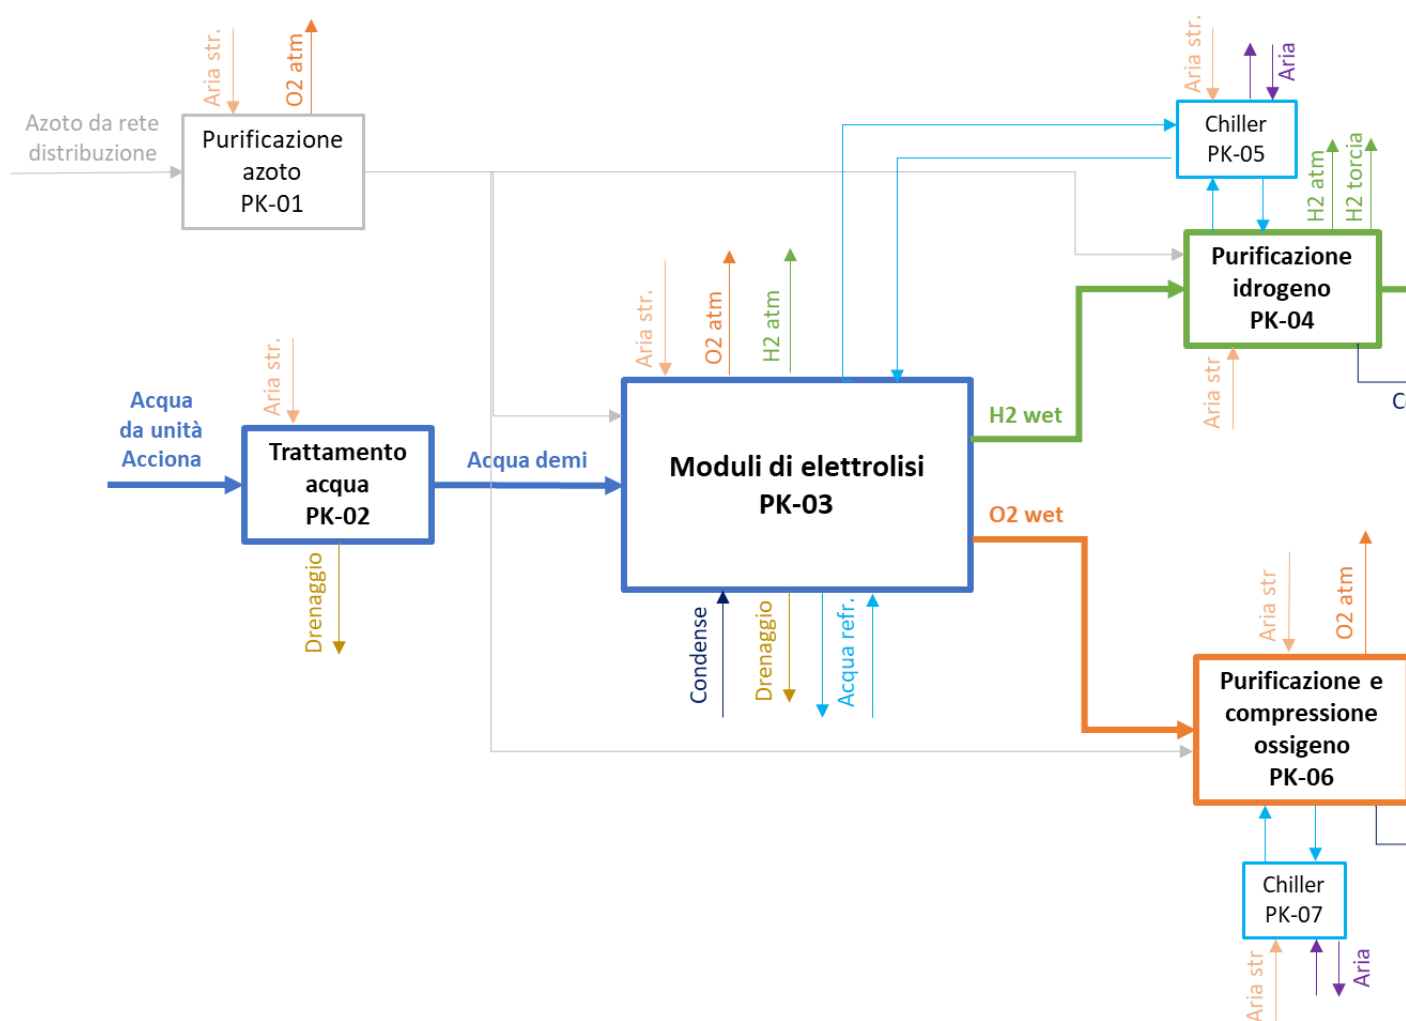 Azoto da rete
distribuzione
Aria str.
O2 atm
Purificazione
azoto
PK-01
Aria str.
Aria
Chiller
PK-05
H2 atm
H2 torcia
Purificazione
idrogeno
PK-04
Aria str
C
Aria str.
O2 atm
H2 atm
Aria str.
Acqua
da unità
Acciona
Trattamento
acqua
PK-02
Drenaggio
Acqua demi
Moduli di elettrolisi
PK-03
H2 wet
O2 wet
Condense
Drenaggio
Acqua refr.
Aria str
O2 atm
Purificazione e
compressione
ossigeno
PK-06
Chiller
PK-07
Aria str
Aria